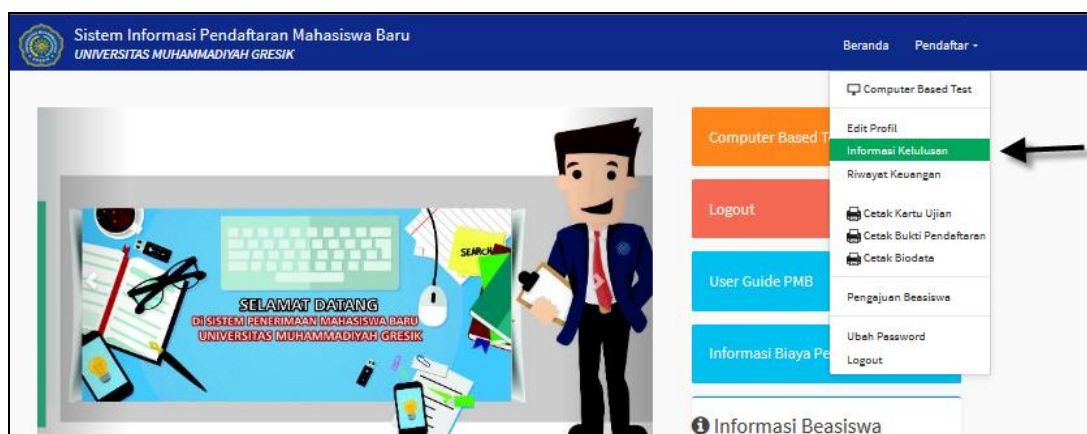 Sistem Informasi Pendaftaran Mahasiswa Baru
UNIVERSITAS MUHAMMADIYAH GRESIK
Beranda
Pendaftar
Computer Based Test
Edit Profil
Informasi Kelulusan
Riwayat Keuangan
Cetak Kartu Ujian
Cetak Bukti Pendaftaran
Cetak Biodata
Pengajuan Beasiswa
Ubah Password
Logout
SEARCH
SELAMAT DATANG
DI SISTEM PENERIMAAN MAHASISWA BARU
UNIVERSITAS MUHAMMADIYAH GRESIK
Computer Based T
Logout
User Guide PMB
Informasi Biaya Pe
Informasi Beasiswa